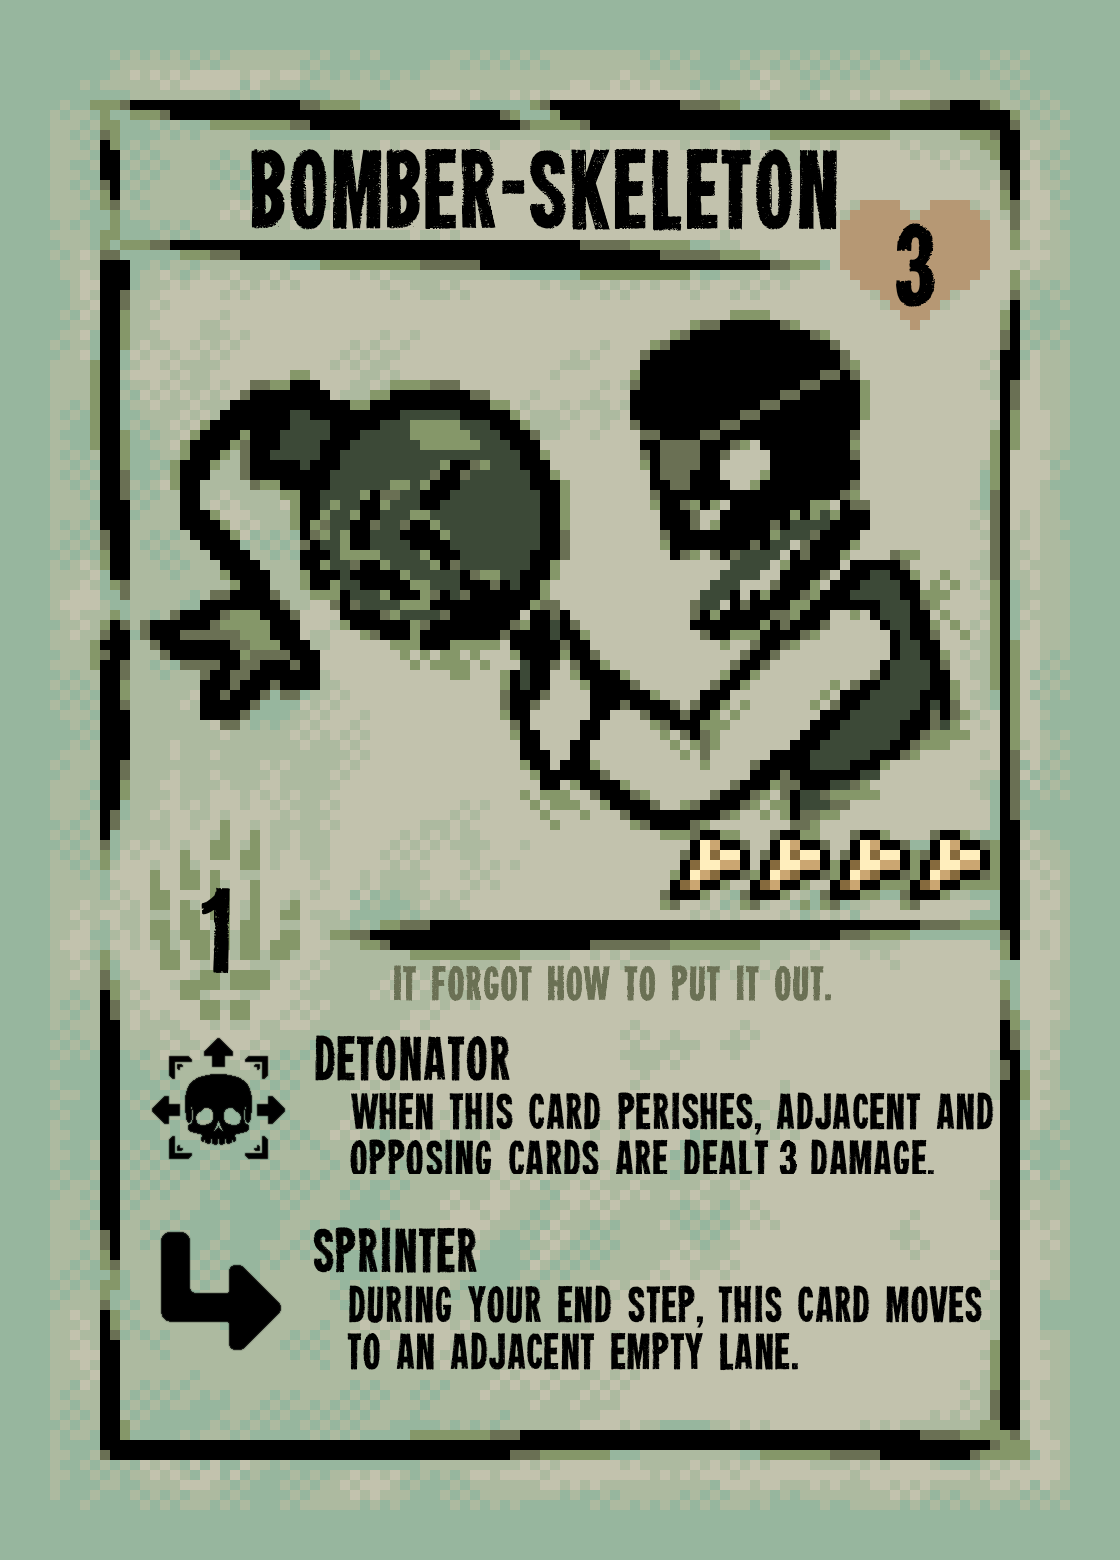 BOMBER-SKELETON
3
1
IT FORGOT HOW TO PUT IT OUT.
DETONATOR
WHEN THIS CARD PERISHES, ADJACENT AND
OPPOSING CARDS ARE DEALT 3 DAMAGE.
SPRINTER
DURING YOUR END STEP, THIS CARD MOVES
TO AN ADJACENT EMPTY LANE.